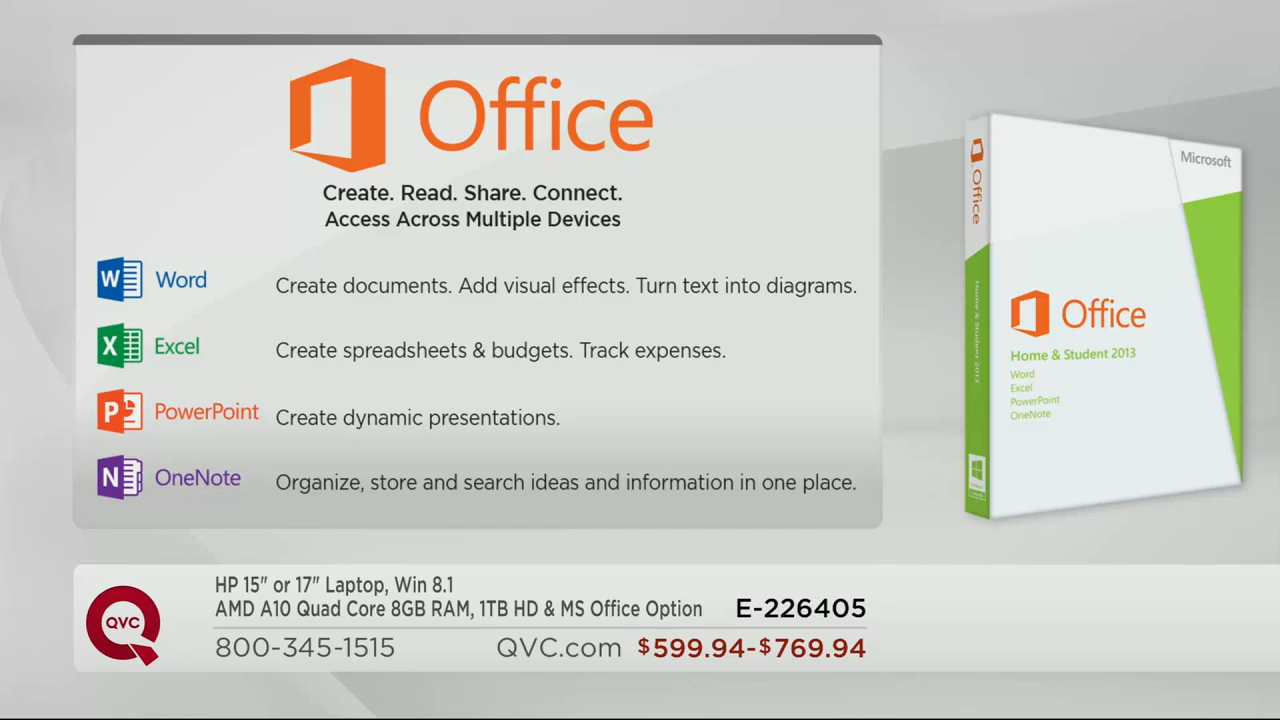 Office
Create. Read. Share. Connect.
Access Across Multiple Devices
W Word
Create documents. Add visual effects. Turn text into diagrams.
X Excel
Create spreadsheets & budgets. Track expenses.
P PowerPoint
Create dynamic presentations.
N OneNote
Organize, store and search ideas and information in one place.
Microsoft
Office
Home & Student 2013
Office
Home & Student 2013
Word
Excel
PowerPoint
OneNote
QVC
HP 15" or 17" Laptop, Win 8.1
AMD A10 Quad Core 8GB RAM, 1TB HD & MS Office Option E-226405
800-345-1515 QVC.com $599.94-$769.94